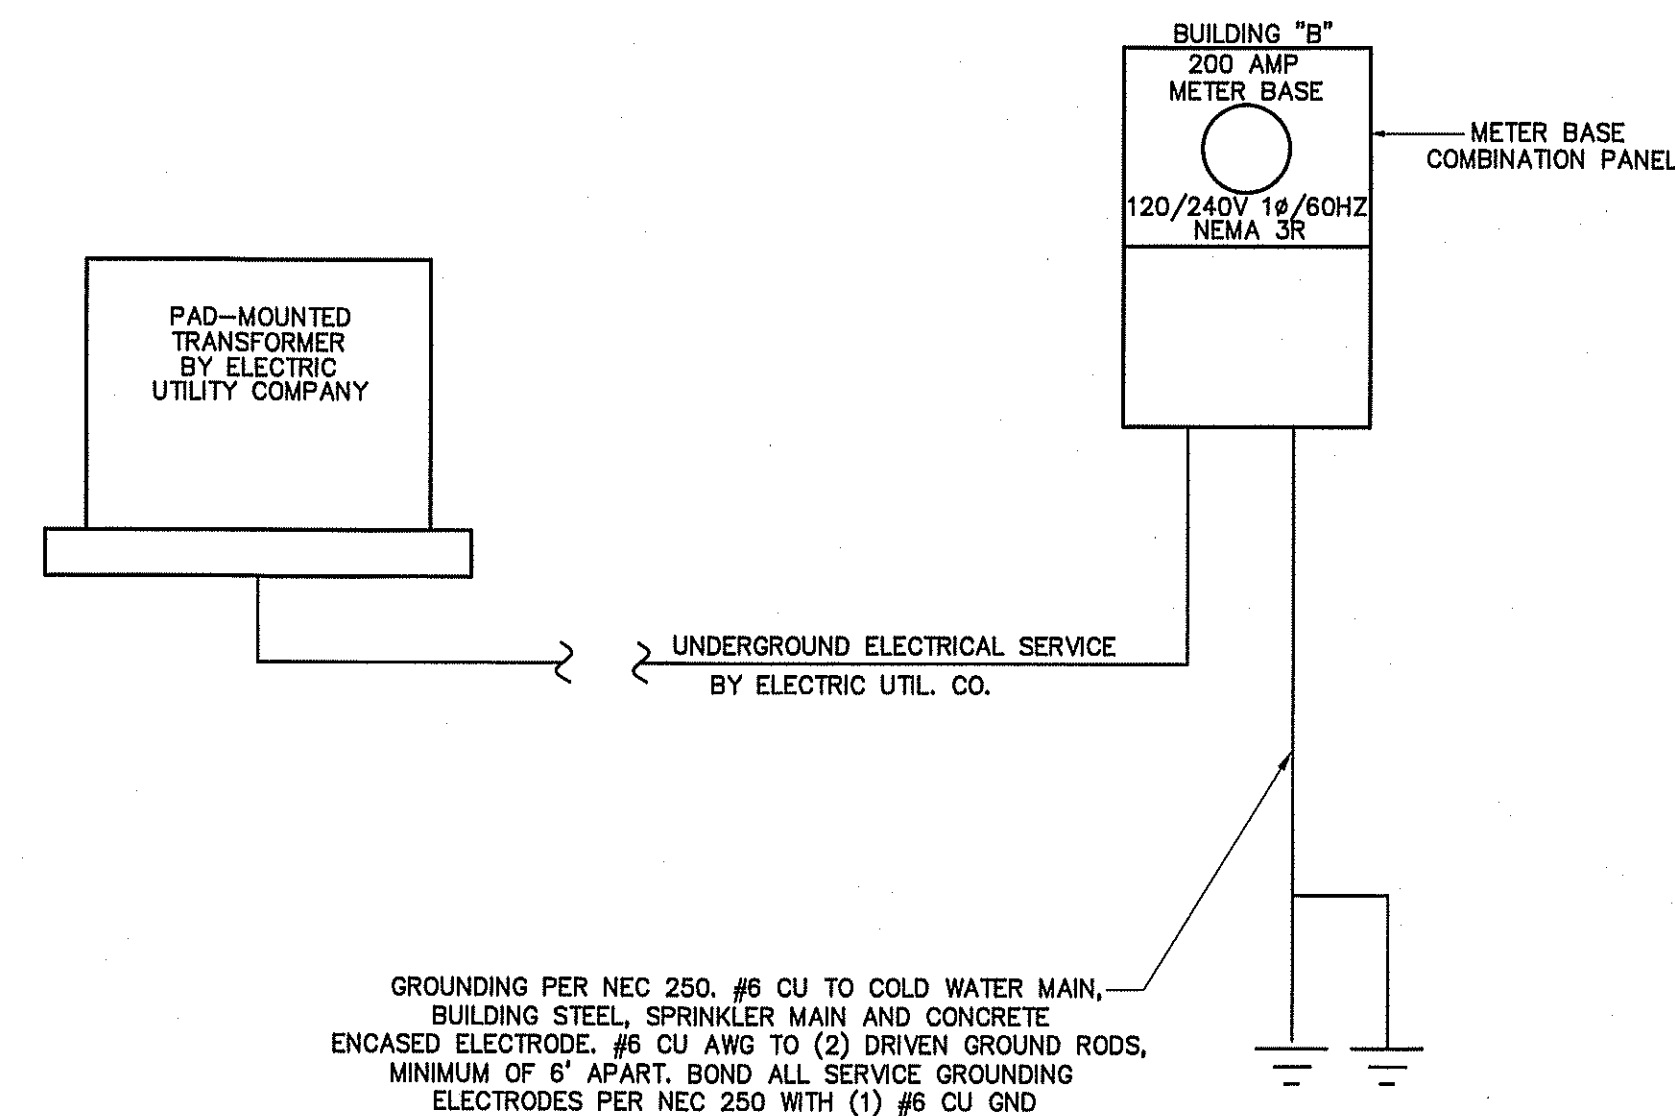 BUILDING "B"
200 AMP
METER BASE
METER BASE
COMBINATION PANEL
120/240V 1ø/60HZ
NEMA 3R
PAD-MOUNTED
TRANSFORMER
BY ELECTRIC
UTILITY COMPANY
UNDERGROUND ELECTRICAL SERVICE
BY ELECTRIC UTIL. CO.
GROUNDING PER NEC 250. #6 CU TO COLD WATER MAIN,
BUILDING STEEL, SPRINKLER MAIN AND CONCRETE
ENCASED ELECTRODE. #6 CU AWG TO (2) DRIVEN GROUND RODS,
MINIMUM OF 6' APART. BOND ALL SERVICE GROUNDING
ELECTRODES PER NEC 250 WITH (1) #6 CU GND